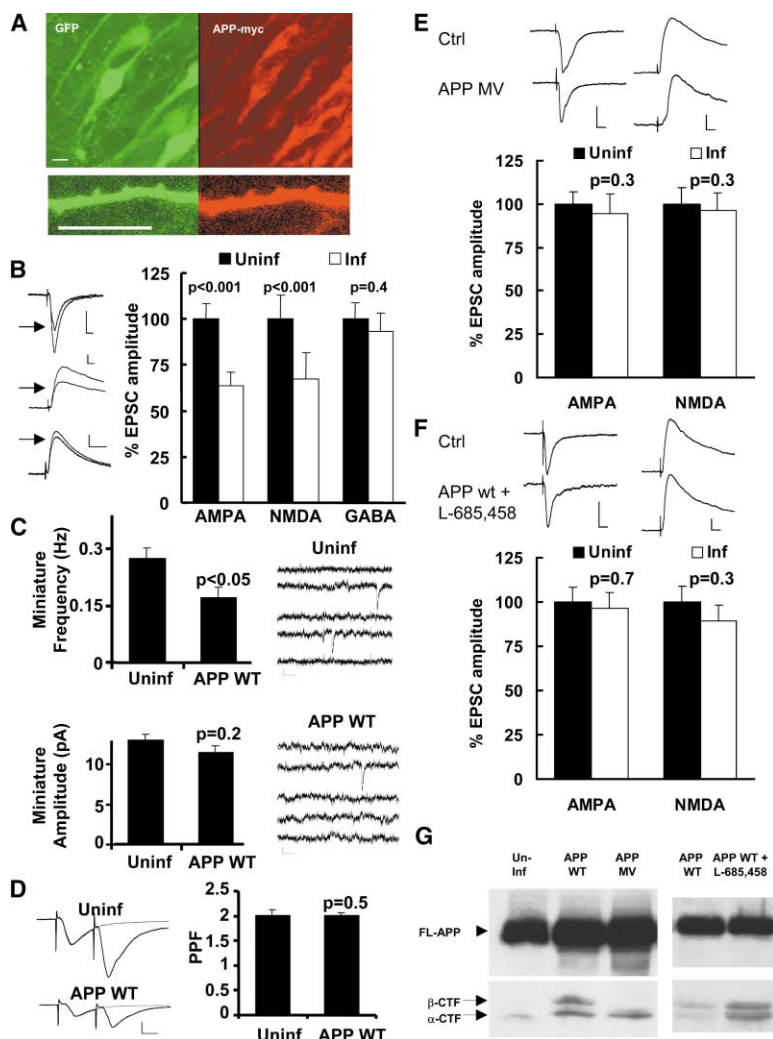 A
GFP
APP-myc
B
Uninf Inf
% EPSC amplitude
125
100
75
50
25
p<0.001 p<0.001 p=0.4
AMPA NMDA GABA
C
Miniature
Frequency (Hz)
0.3
0.15
0
p<0.05
Uninf APP WT
Uninf
Miniature
Amplitude (pA)
10
5
0
p=0.2
Uninf APP WT
APP WT
D
Uninf
APP WT
PPF
2.5
2
1.5
1
0.5
0
p=0.5
Uninf APP WT
E
Ctrl
APP MV
Uninf Inf
% EPSC amplitude
125
100
75
50
25
p=0.3 p=0.3
AMPA NMDA
F
Ctrl
APP wt +
L-685,458
Uninf Inf
% EPSC amplitude
125
100
75
50
25
p=0.7 p=0.3
AMPA NMDA
G
Un-
Inf
APP
WT
APP
MV
APP
WT
APP WT +
L-685,458
FL-APP
β-CTF
α-CTF